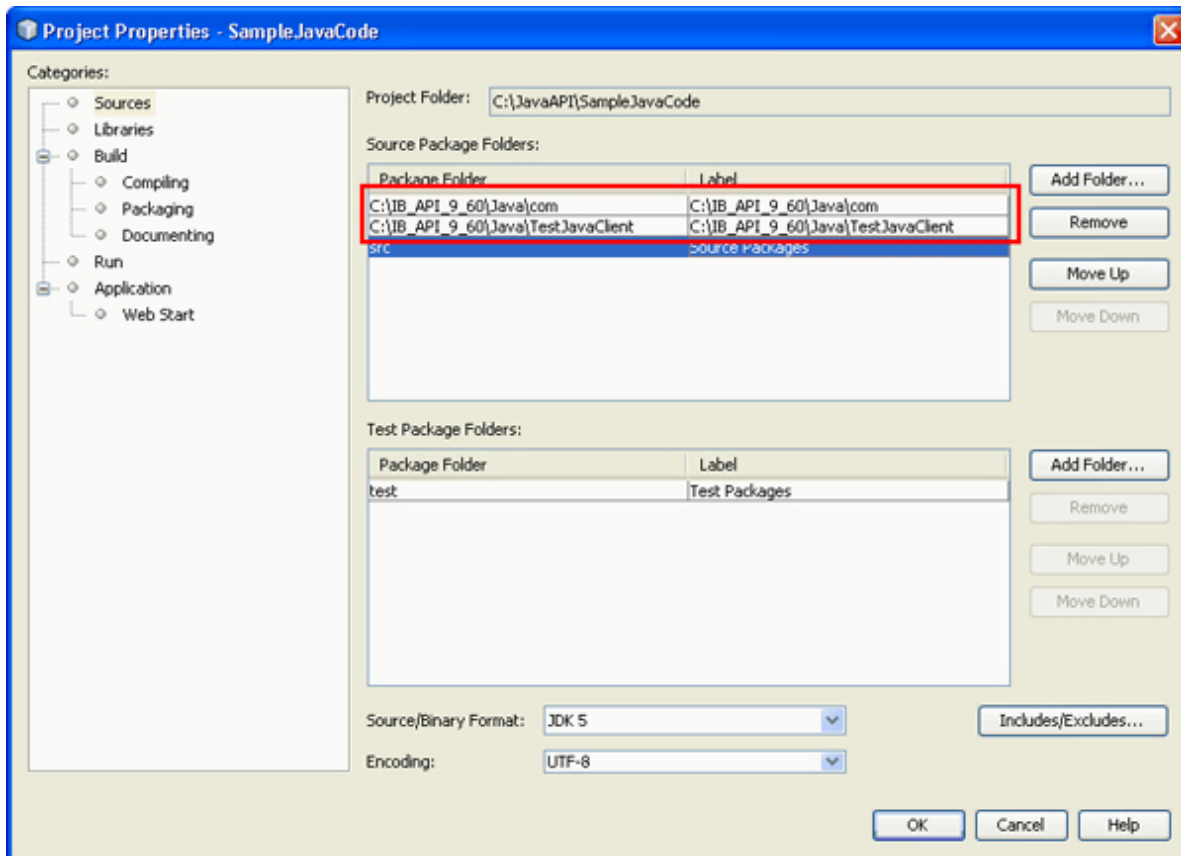 Project Properties - SampleJavaCode
Categories:
Sources
Libraries
Build
Compiling
Packaging
Documenting
Run
Application
Web Start
Project Folder: C:\JavaAPI\SampleJavaCode
Source Package Folders:
Package Folder Label
C:\IB_API_9_60\Java\com C:\IB_API_9_60\Java\com
C:\IB_API_9_60\Java\TestJavaClient C:\IB_API_9_60\Java\TestJavaClient
src Source Packages
Add Folder...
Remove
Move Up
Move Down
Test Package Folders:
Package Folder Label
test Test Packages
Add Folder...
Remove
Move Up
Move Down
Source/Binary Format: JDK 5
Includes/Excludes...
Encoding: UTF-8
OK Cancel Help